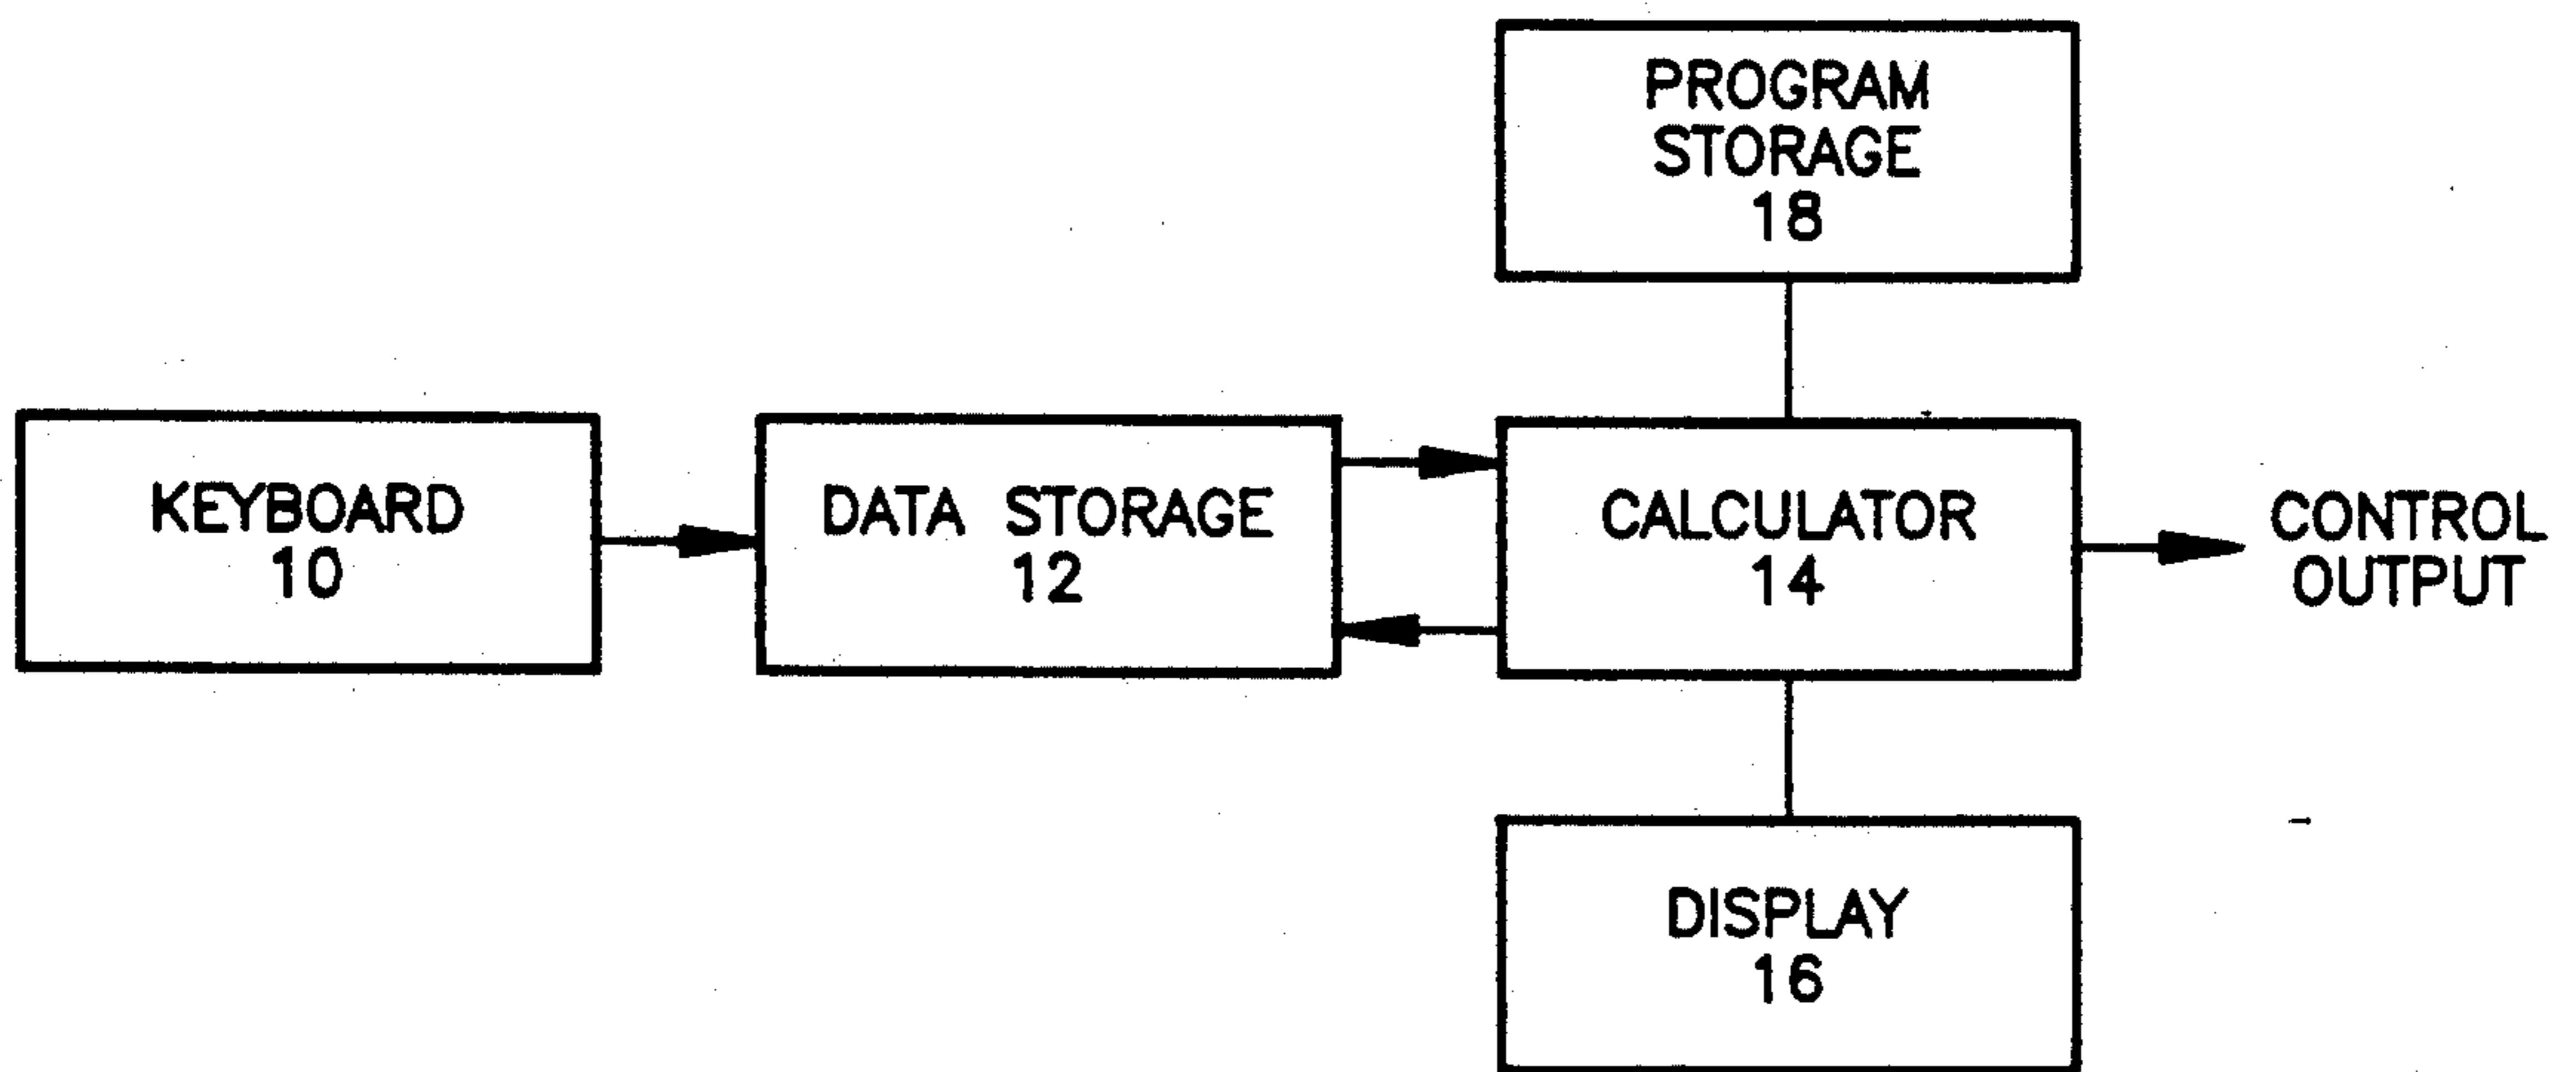 PROGRAM
STORAGE
18
KEYBOARD
10
DATA STORAGE
12
CALCULATOR
14
CONTROL
OUTPUT
DISPLAY
16